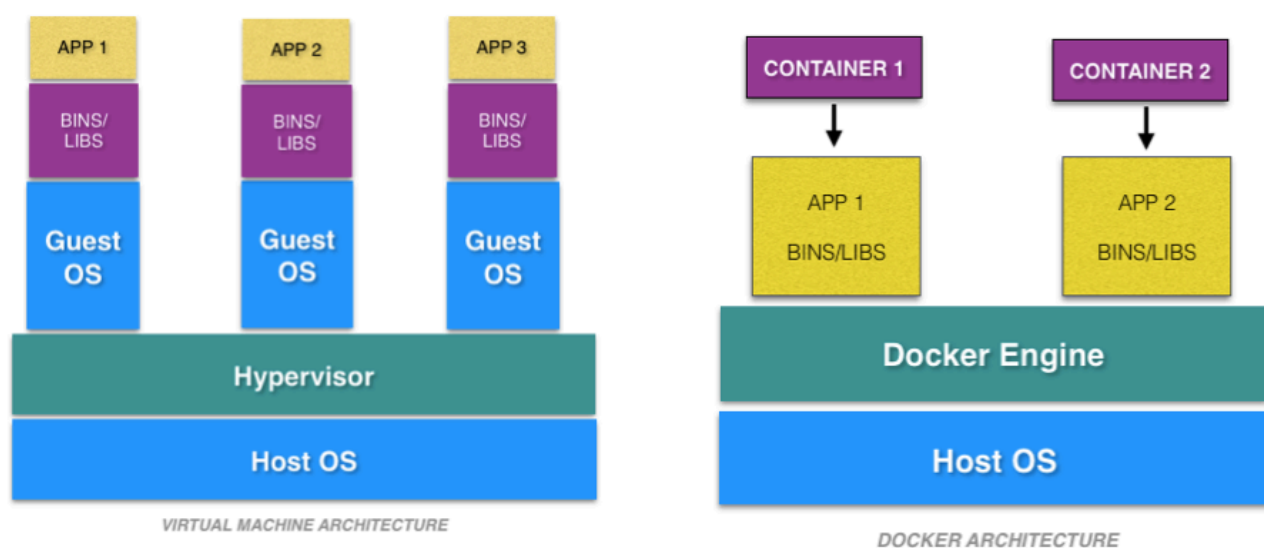 APP 1
BINS/
LIBS
Guest
OS
APP 2
BINS/
LIBS
Guest
OS
APP 3
BINS/
LIBS
Guest
OS
Hypervisor
Host OS
VIRTUAL MACHINE ARCHITECTURE
CONTAINER 1
APP 1
BINS/LIBS
CONTAINER 2
APP 2
BINS/LIBS
Docker Engine
Host OS
DOCKER ARCHITECTURE